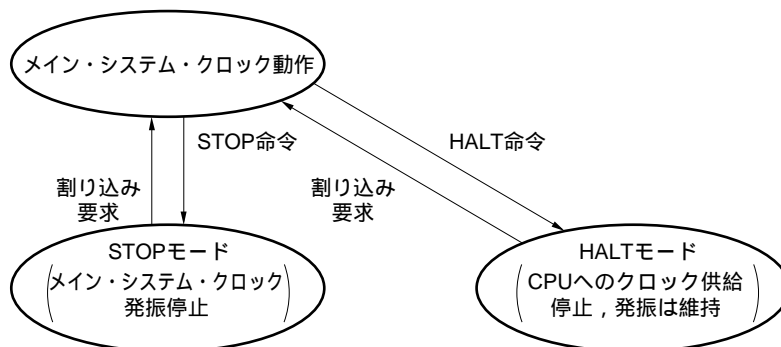 メイン・システム・クロック動作
STOP命令
HALT命令
割り込み
要求
割り込み
要求
STOPモード
メイン・システム・クロック
発振停止
HALTモード
CPUへのクロック供給
停止，発振は維持